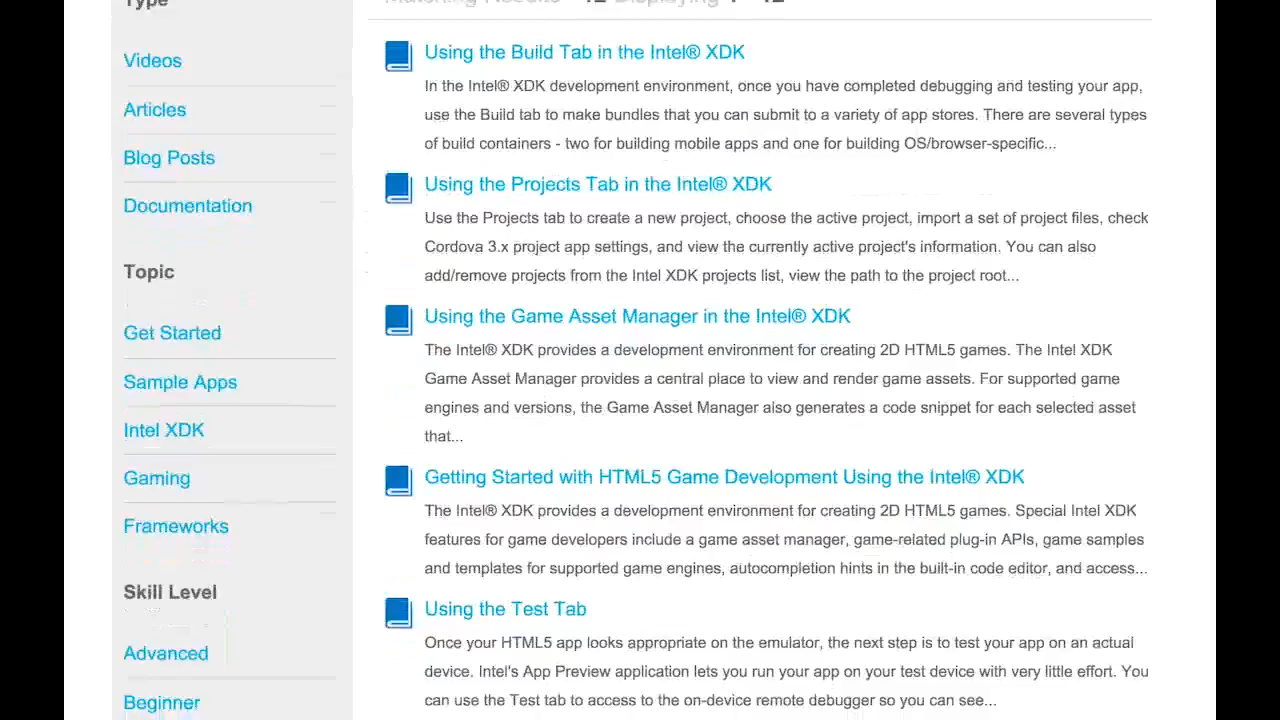 Type
Matching Results 12 Displaying 1 - 12
Videos
Articles
Blog Posts
Documentation
Topic
Get Started
Sample Apps
Intel XDK
Gaming
Frameworks
Skill Level
Advanced
Beginner
Using the Build Tab in the Intel® XDK
In the Intel® XDK development environment, once you have completed debugging and testing your app,
use the Build tab to make bundles that you can submit to a variety of app stores. There are several types
of build containers - two for building mobile apps and one for building OS/browser-specific...
Using the Projects Tab in the Intel® XDK
Use the Projects tab to create a new project, choose the active project, import a set of project files, check
Cordova 3.x project app settings, and view the currently active project's information. You can also
add/remove projects from the Intel XDK projects list, view the path to the project root...
Using the Game Asset Manager in the Intel® XDK
The Intel® XDK provides a development environment for creating 2D HTML5 games. The Intel XDK
Game Asset Manager provides a central place to view and render game assets. For supported game
engines and versions, the Game Asset Manager also generates a code snippet for each selected asset
that...
Getting Started with HTML5 Game Development Using the Intel® XDK
The Intel® XDK provides a development environment for creating 2D HTML5 games. Special Intel XDK
features for game developers include a game asset manager, game-related plug-in APIs, game samples
and templates for supported game engines, autocompletion hints in the built-in code editor, and access...
Using the Test Tab
Once your HTML5 app looks appropriate on the emulator, the next step is to test your app on an actual
device. Intel's App Preview application lets you run your app on your test device with very little effort. You
can use the Test tab to access to the on-device remote debugger so you can see...